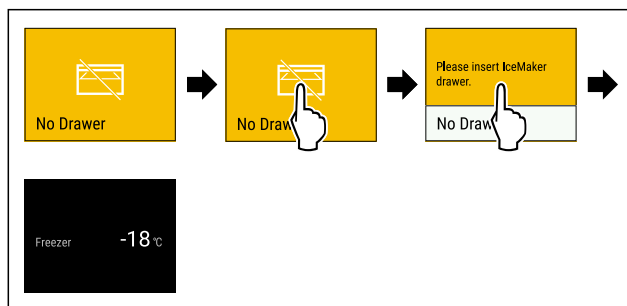 No Drawer
No Draw
Please insert IceMaker
drawer.
No Draw
Freezer -18 °C